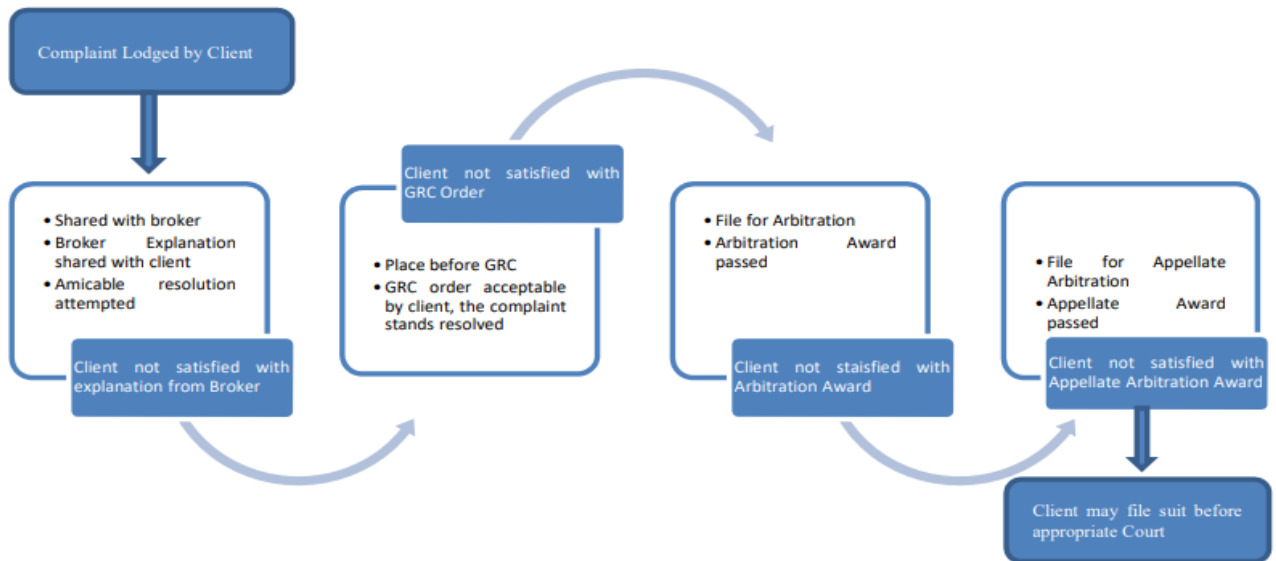 Complaint Lodged by Client
• Shared with broker
• Broker Explanation
shared with client
• Amicable resolution
attempted
Client not satisfied with
explanation from Broker
Client not satisfied with
GRC Order
• Place before GRC
• GRC order acceptable
by client, the complaint
stands resolved
• File for Arbitration
• Arbitration Award
passed
Client not staisfied with
Arbitration Award
• File for Appellate
Arbitration
• Appellate Award
passed
Client not satisfied with
Appellate Arbitration Award
Client may file suit before
appropriate Court